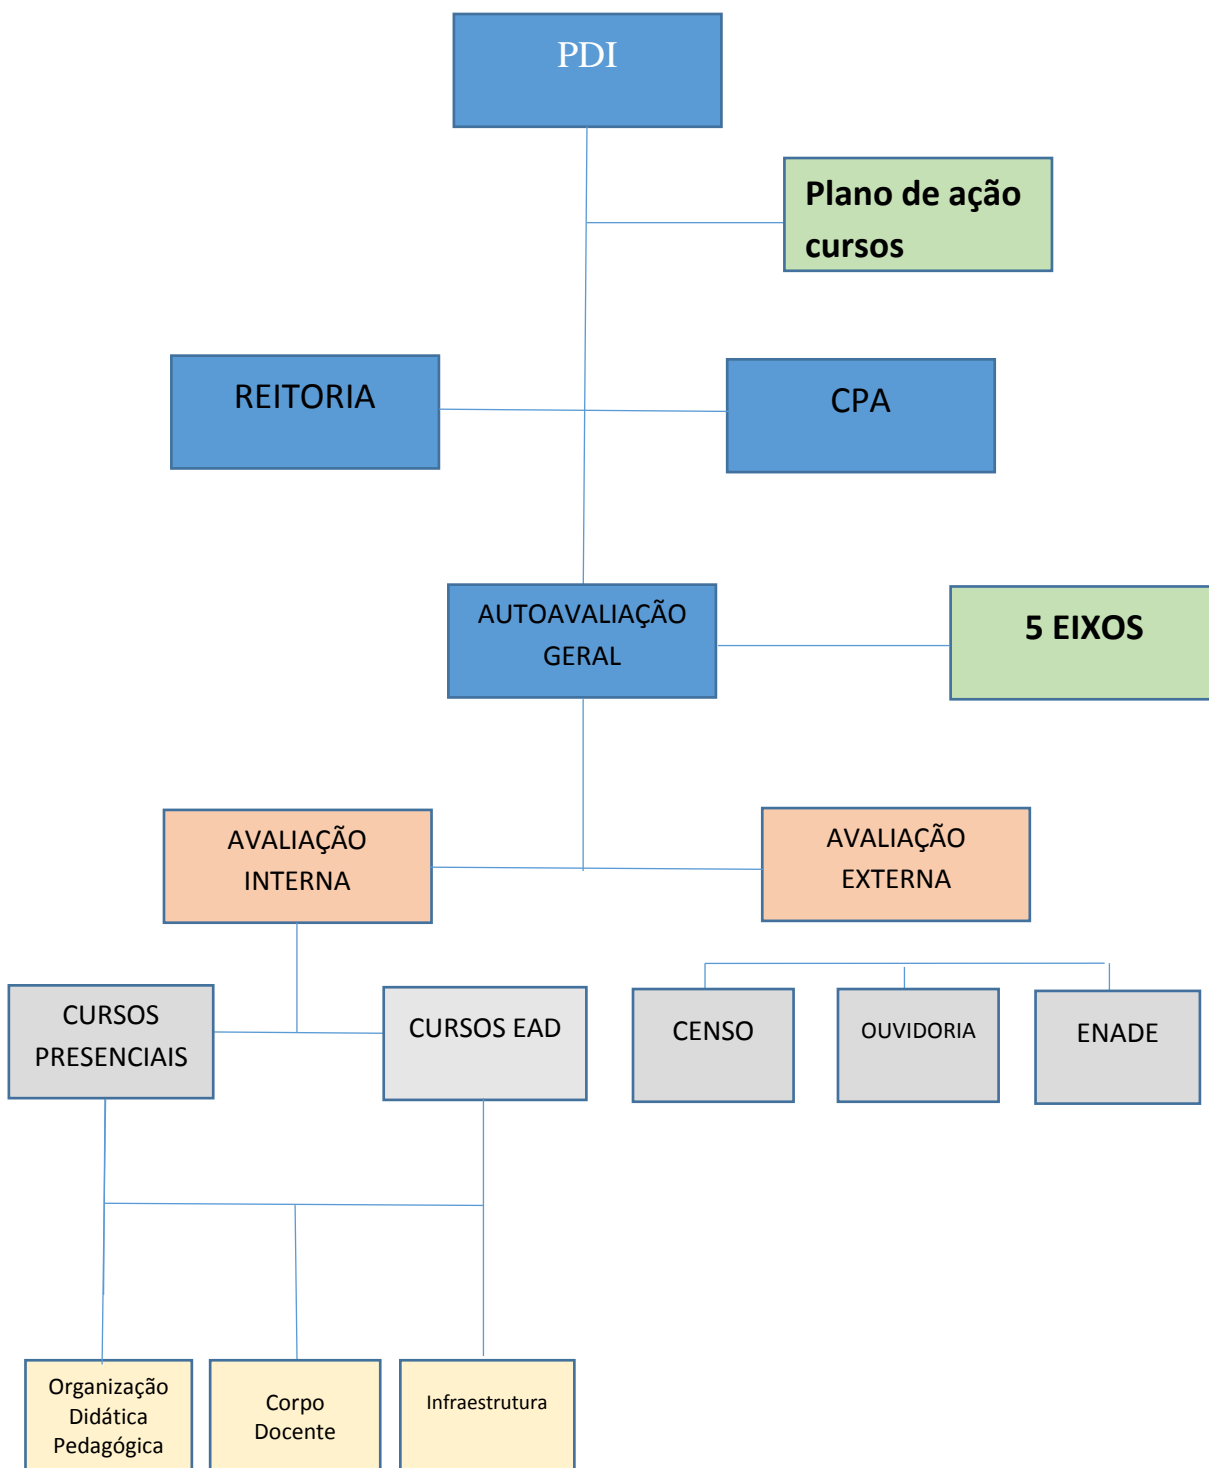 PDI
Plano de ação
cursos
REITORIA
CPA
AUTOAVALIAÇÃO
GERAL
5 EIXOS
AVALIAÇÃO
INTERNA
AVALIAÇÃO
EXTERNA
CURSOS
PRESENCIAIS
CURSOS EAD
CENSO
OUVIDORIA
ENADE
Organização
Didática
Pedagógica
Corpo
Docente
Infraestrutura